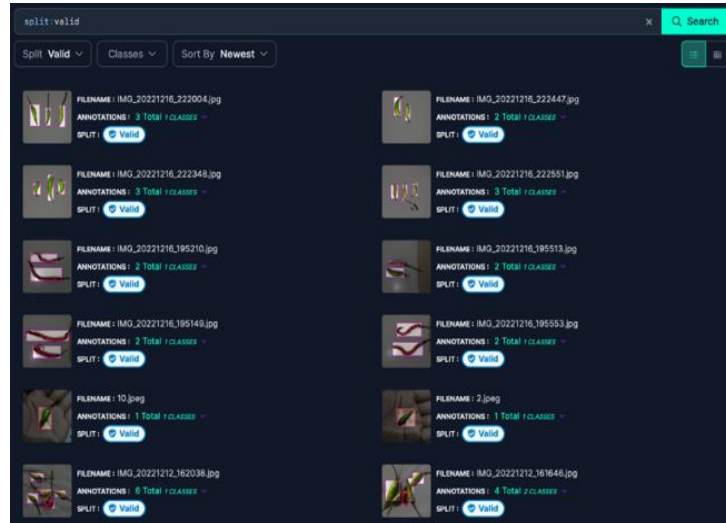 split:valid
Search
Split Valid
Classes
Sort By Newest
FILENAME : IMG_20221216_222004.jpg
ANNOTATIONS : 3 Total 1 CLASSES
SPLIT : Valid
FILENAME : IMG_20221216_222447.jpg
ANNOTATIONS : 2 Total 1 CLASSES
SPLIT : Valid
FILENAME : IMG_20221216_222348.jpg
ANNOTATIONS : 3 Total 1 CLASSES
SPLIT : Valid
FILENAME : IMG_20221216_222551.jpg
ANNOTATIONS : 3 Total 1 CLASSES
SPLIT : Valid
FILENAME : IMG_20221216_195210.jpg
ANNOTATIONS : 2 Total 1 CLASSES
SPLIT : Valid
FILENAME : IMG_20221216_195513.jpg
ANNOTATIONS : 2 Total 1 CLASSES
SPLIT : Valid
FILENAME : IMG_20221216_195149.jpg
ANNOTATIONS : 2 Total 1 CLASSES
SPLIT : Valid
FILENAME : IMG_20221216_195553.jpg
ANNOTATIONS : 2 Total 1 CLASSES
SPLIT : Valid
FILENAME : 10.jpeg
ANNOTATIONS : 1 Total 1 CLASSES
SPLIT : Valid
FILENAME : 2.jpeg
ANNOTATIONS : 1 Total 1 CLASSES
SPLIT : Valid
FILENAME : IMG_20221212_162038.jpg
ANNOTATIONS : 6 Total 1 CLASSES
SPLIT : Valid
FILENAME : IMG_20221212_161646.jpg
ANNOTATIONS : 4 Total 2 CLASSES
SPLIT : Valid